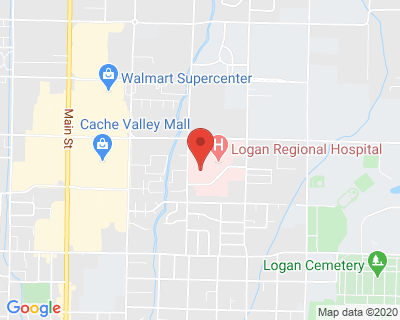 Walmart Supercenter
Main St
Cache Valley Mall
H
Logan Regional Hospital
Logan Cemetery
Google
Map data ©2020